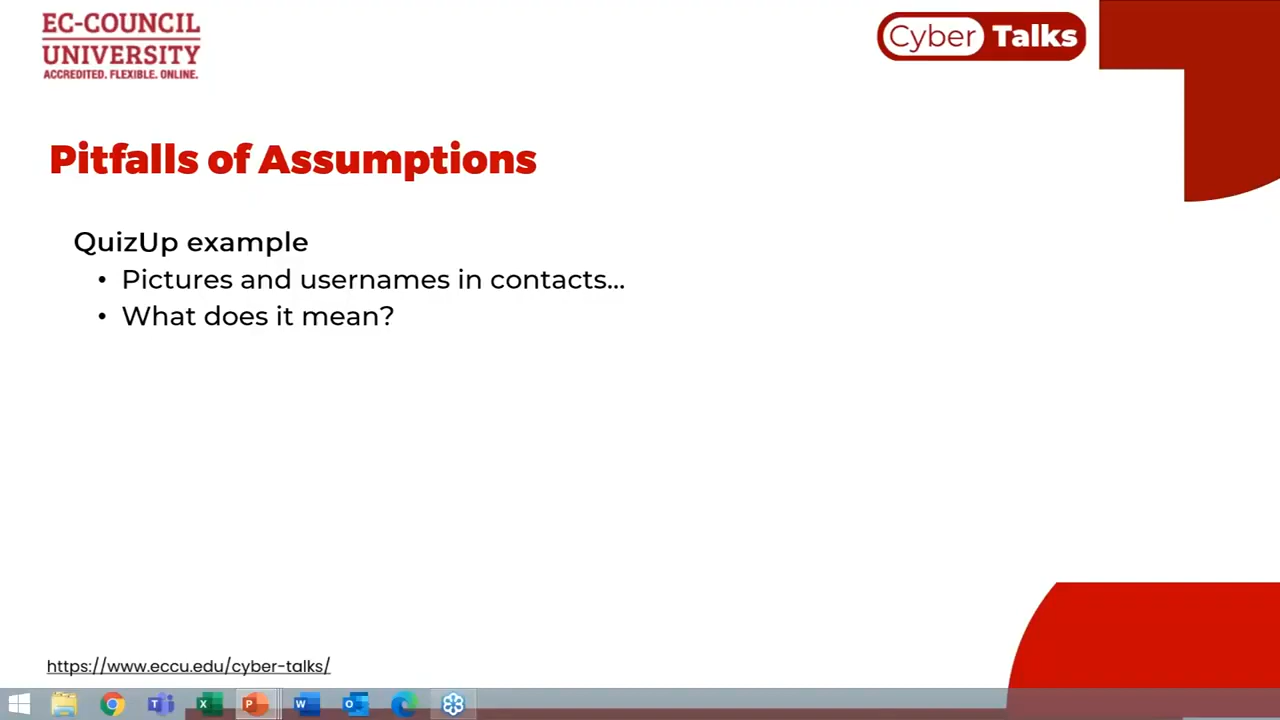 EC-COUNCIL
UNIVERSITY
ACCREDITED. FLEXIBLE. ONLINE.
Cyber Talks
Pitfalls of Assumptions
QuizUp example
• Pictures and usernames in contacts...
• What does it mean?
https://www.eccu.edu/cyber-talks/